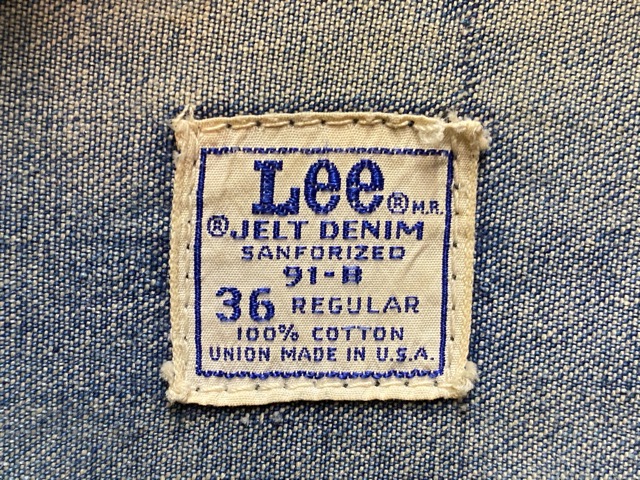 Lee® M.R.
®JELT DENIM
SANFORIZED
91-B
36 REGULAR
100% COTTON
UNION MADE IN U.S.A.